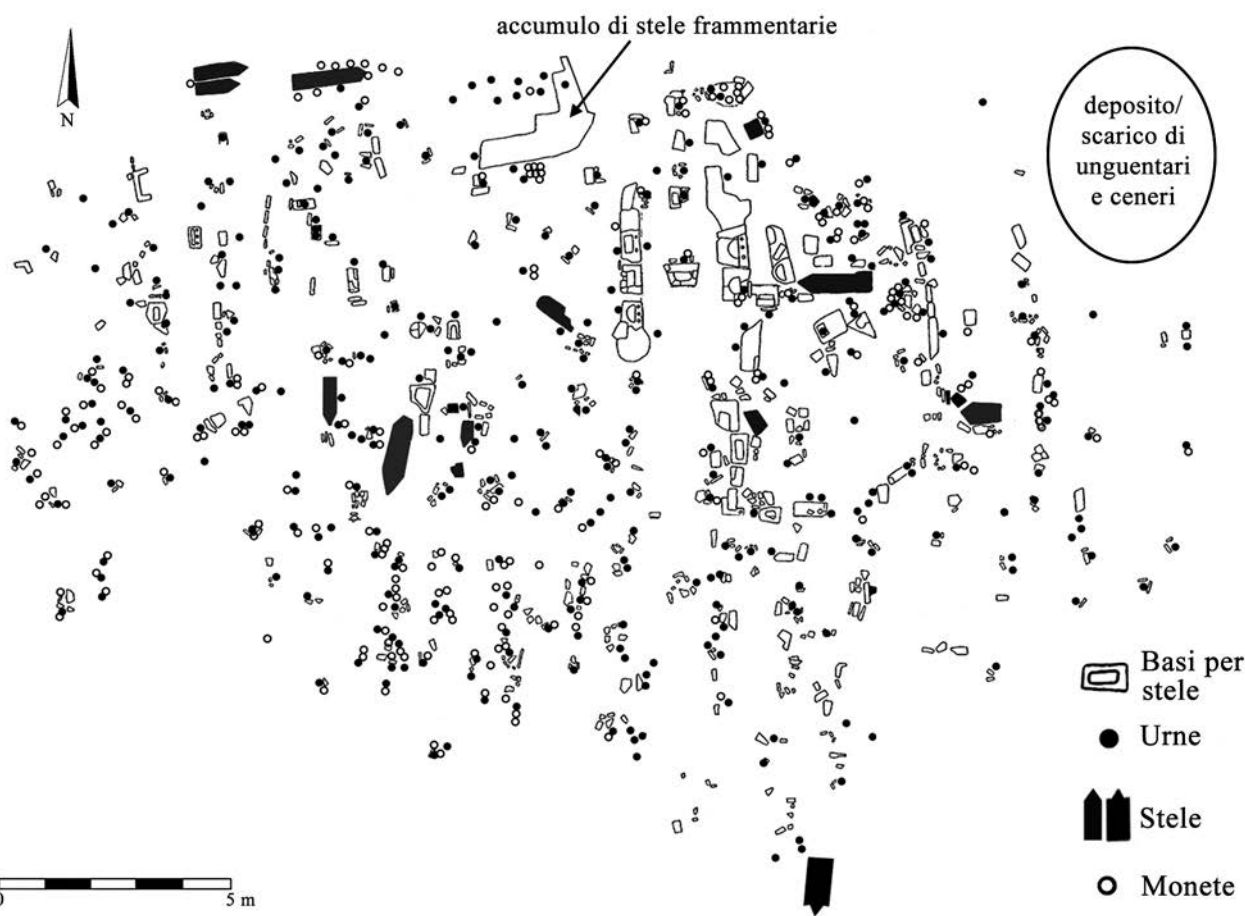 accumulo di stele frammentarie
N
deposito/
scarico di
unguentari
e ceneri
Basi per
stele
Urne
Stele
Monete
0
5 m